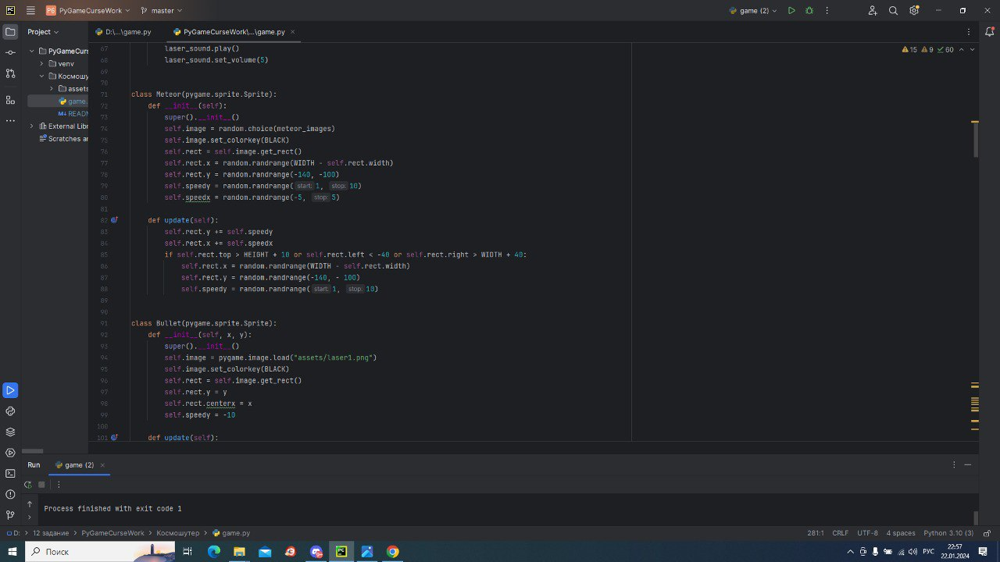 PC PG PyGameCurseWork master game (2)
Project D:\...\game.py PyGameCurseWork\...\game.py
PyGameCurs
venv
Космошу
assets
game.
READM
External Libr
Scratches ar
15 9 60
67 laser_sound.play()
68 laser_sound.set_volume(5)
69
70
71 class Meteor(pygame.sprite.Sprite):
72 def __init__(self):
73 super().__init__()
74 self.image = random.choice(meteor_images)
75 self.image.set_colorkey(BLACK)
76 self.rect = self.image.get_rect()
77 self.rect.x = random.randrange(WIDTH - self.rect.width)
78 self.rect.y = random.randrange(-140, -100)
79 self.speedy = random.randrange( start: 1, stop: 10)
80 self.speedx = random.randrange(-5, stop: 5)
81
82 def update(self):
83 self.rect.y += self.speedy
84 self.rect.x += self.speedx
85 if self.rect.top > HEIGHT + 10 or self.rect.left < -40 or self.rect.right > WIDTH + 40:
86 self.rect.x = random.randrange(WIDTH - self.rect.width)
87 self.rect.y = random.randrange(-140, - 100)
88 self.speedy = random.randrange( start: 1, stop: 10)
89
90
91 class Bullet(pygame.sprite.Sprite):
92 def __init__(self, x, y):
93 super().__init__()
94 self.image = pygame.image.load("assets/laser1.png")
95 self.image.set_colorkey(BLACK)
96 self.rect = self.image.get_rect()
97 self.rect.y = y
98 self.rect.centerx = x
99 self.speedy = -10
100
101 def update(self):
Run game (2)
Process finished with exit code 1
D: 12 задание PyGameCurseWork Космошутер game.py 281:1 CRLF UTF-8 4 spaces Python 3.10 (3)
Поиск PC РУС 22:57
22.01.2024